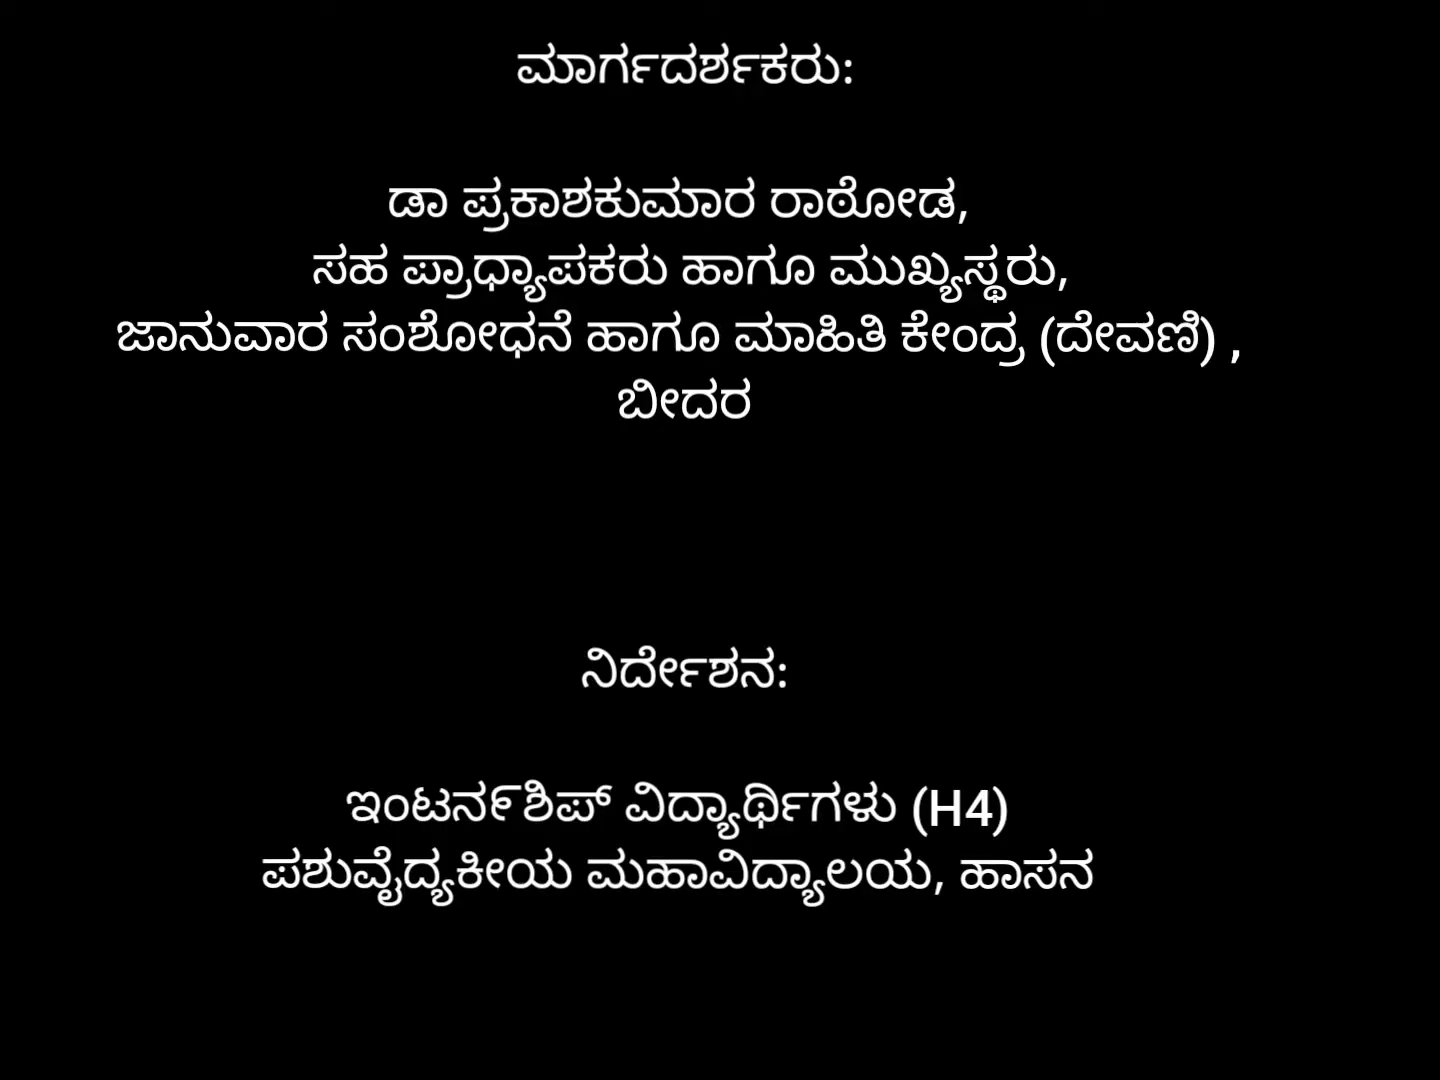 ಮಾರ್ಗದರ್ಶಕರು:
ಡಾ ಪ್ರಕಾಶಕುಮಾರ ರಾಠೋಡ,
ಸಹ ಪ್ರಾಧ್ಯಾಪಕರು ಹಾಗೂ ಮುಖ್ಯಸ್ಥರು,
ಜಾನುವಾರ ಸಂಶೋಧನೆ ಹಾಗೂ ಮಾಹಿತಿ ಕೇಂದ್ರ (ದೇವಣಿ) ,
ಬೀದರ
ನಿರ್ದೇಶನ:
ಇಂಟನ೯ಶಿಪ್ ವಿದ್ಯಾರ್ಥಿಗಳು (H4)
ಪಶುವೈದ್ಯಕೀಯ ಮಹಾವಿದ್ಯಾಲಯ, ಹಾಸನ